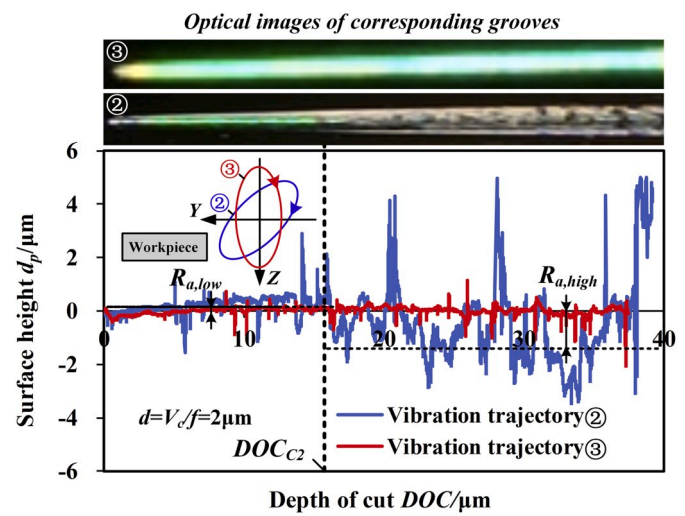 Optical images of corresponding grooves
③
②
6
4
2
0
-2
-4
-6
Surface height dp/μm
③
②
Y
Z
Workpiece
Ra,low
Ra,high
0
10
20
30
40
d=Vc/f=2μm
DOCC2
Vibration trajectory②
Vibration trajectory③
Depth of cut DOC/μm